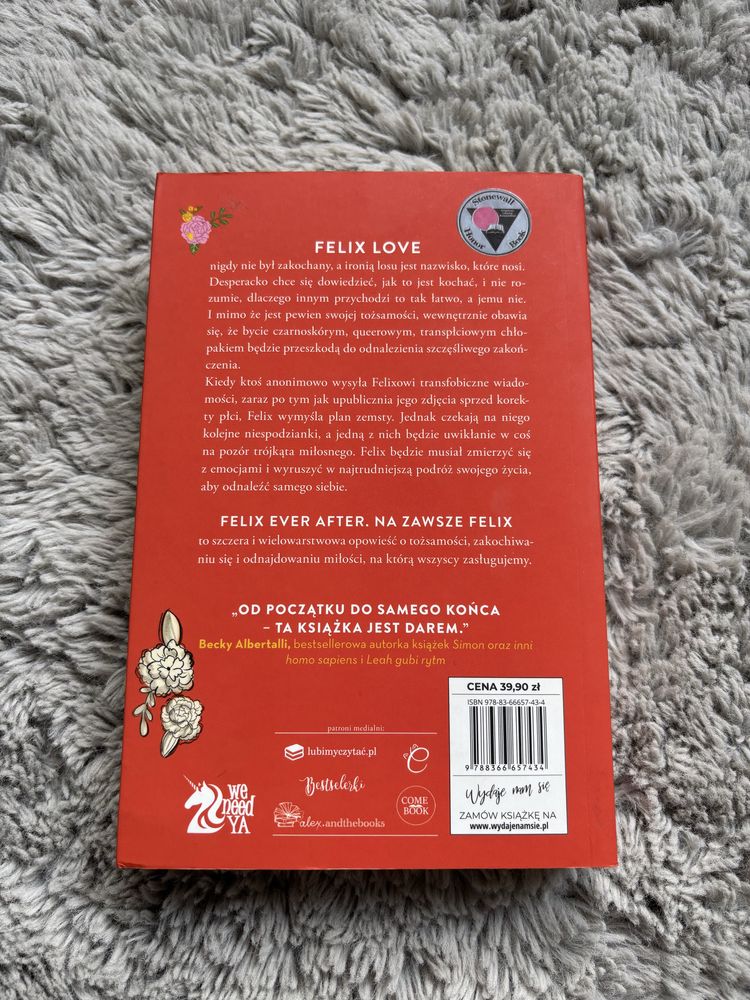 Stonewall
Honor Book
FELIX LOVE
nigdy nie był zakochany, a ironią losu jest nazwisko, które nosi.
Desperacko chce się dowiedzieć, jak to jest kochać, i nie ro-
zumie, dlaczego innym przychodzi to tak łatwo, a jemu nie.
I mimo że jest pewien swojej tożsamości, wewnętrznie obawia
się, że bycie czarnoskórym, queerowym, transpłciowym chło-
pakiem będzie przeszkodą do odnalezienia szczęśliwego zakoń-
czenia.
Kiedy ktoś anonimowo wysyła Felixowi transfobiczne wiado-
mości, zaraz po tym jak upublicznia jego zdjęcia sprzed korek-
ty płci, Felix wymyśla plan zemsty. Jednak czekają na niego
kolejne niespodzianki, a jedną z nich będzie uwikłanie w coś
na pozór trójkąta miłosnego. Felix będzie musiał zmierzyć się
z emocjami i wyruszyć w najtrudniejszą podróż swojego życia,
aby odnaleźć samego siebie.
FELIX EVER AFTER. NA ZAWSZE FELIX
to szczera i wielowarstwowa opowieść o tożsamości, zakochiwa-
niu się i odnajdowaniu miłości, na którą wszyscy zasługujemy.
„OD POCZĄTKU DO SAMEGO KOŃCA
– TA KSIĄŻKA JEST DAREM.”
Becky Albertalli, bestsellerowa autorka książek Simon oraz inni
homo sapiens i Leah gubi rytm
CENA 39,90 zł
ISBN 978-83-66657-43-4
9 788366 657434
Wydaje nam się
ZAMÓW KSIĄŻKĘ NA
www.wydajenamsie.pl
patroni medialni:
lubimyczytać.pl
Bestselerki
COME
BOOK
alex.andthebooks
we
need
YA